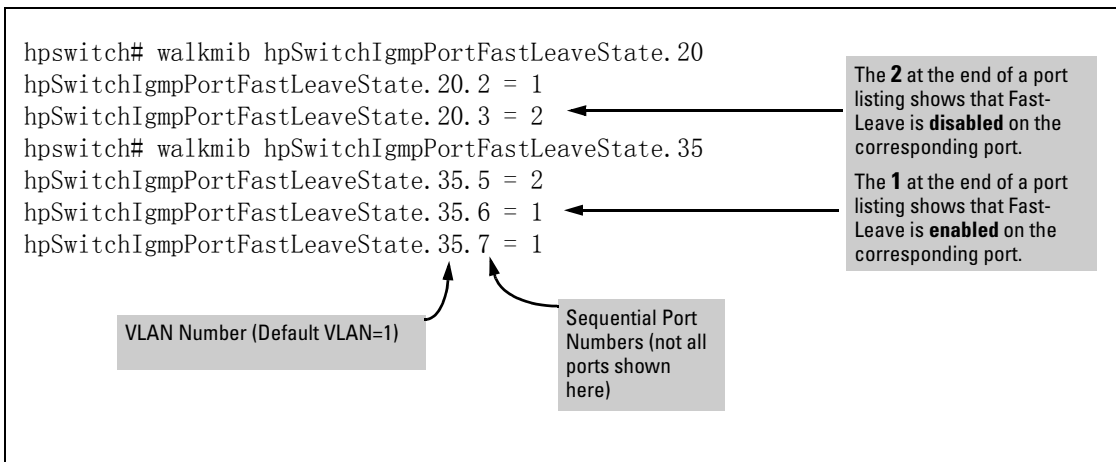 hpswitch# walkmib hpSwitchIgmpPortFastLeaveState.20
hpSwitchIgmpPortFastLeaveState.20.2 = 1
hpSwitchIgmpPortFastLeaveState.20.3 = 2
hpswitch# walkmib hpSwitchIgmpPortFastLeaveState.35
hpSwitchIgmpPortFastLeaveState.35.5 = 2
hpSwitchIgmpPortFastLeaveState.35.6 = 1
hpSwitchIgmpPortFastLeaveState.35.7 = 1
The 2 at the end of a port
listing shows that Fast-
Leave is disabled on the
corresponding port.
The 1 at the end of a port
listing shows that Fast-
Leave is enabled on the
corresponding port.
VLAN Number (Default VLAN=1)
Sequential Port
Numbers (not all
ports shown
here)